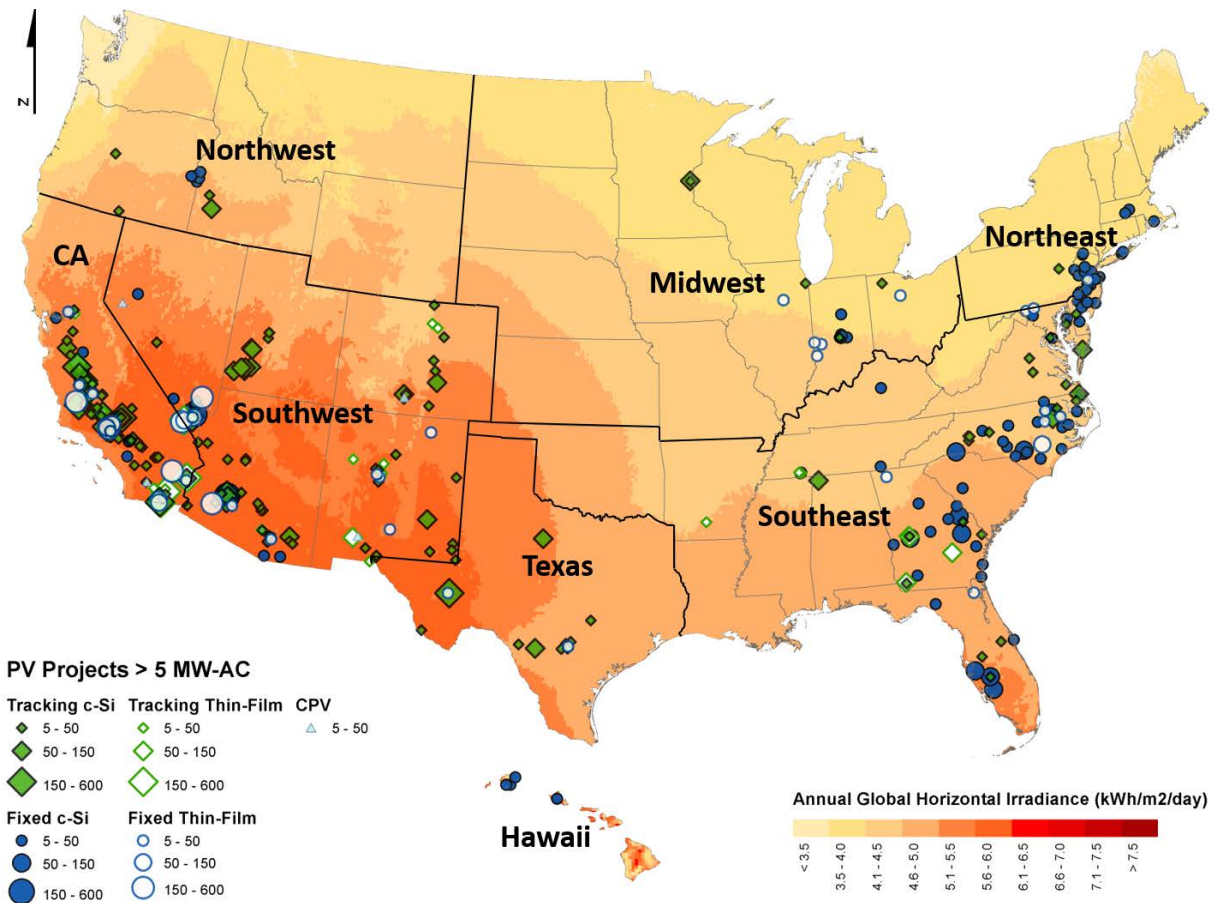 N
Northwest
CA
Northeast
Midwest
Southwest
Southeast
Texas
Hawaii
PV Projects > 5 MW-AC
Tracking c-Si Tracking Thin-Film CPV
5 - 50 5 - 50 5 - 50
50 - 150 50 - 150
150 - 600 150 - 600
Fixed c-Si Fixed Thin-Film
5 - 50 5 - 50
50 - 150 50 - 150
150 - 600 150 - 600
Annual Global Horizontal Irradiance (kWh/m2/day)
< 3.5
3.5 - 4.0
4.1 - 4.5
4.6 - 5.0
5.1 - 5.5
5.6 - 6.0
6.1 - 6.5
6.6 - 7.0
7.1 - 7.5
> 7.5